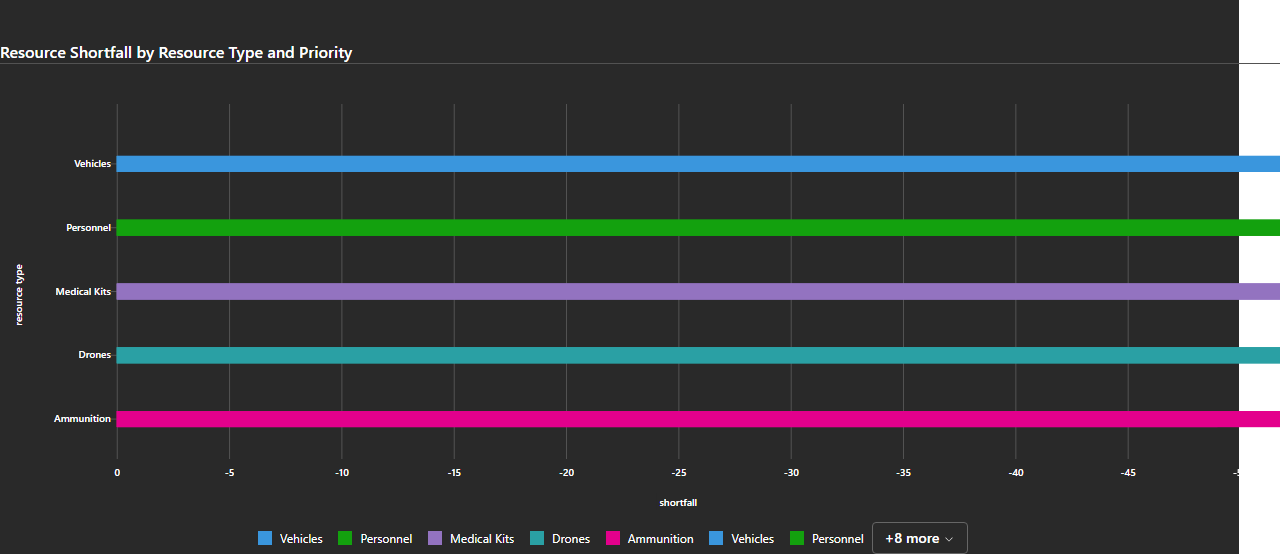 Resource Shortfall by Resource Type and Priority
Vehicles
Personnel
resource type
Medical Kits
Drones
Ammunition
0 -5 -10 -15 -20 -25 -30 -35 -40 -45
shortfall
Vehicles Personnel Medical Kits Drones Ammunition Vehicles Personnel +8 more